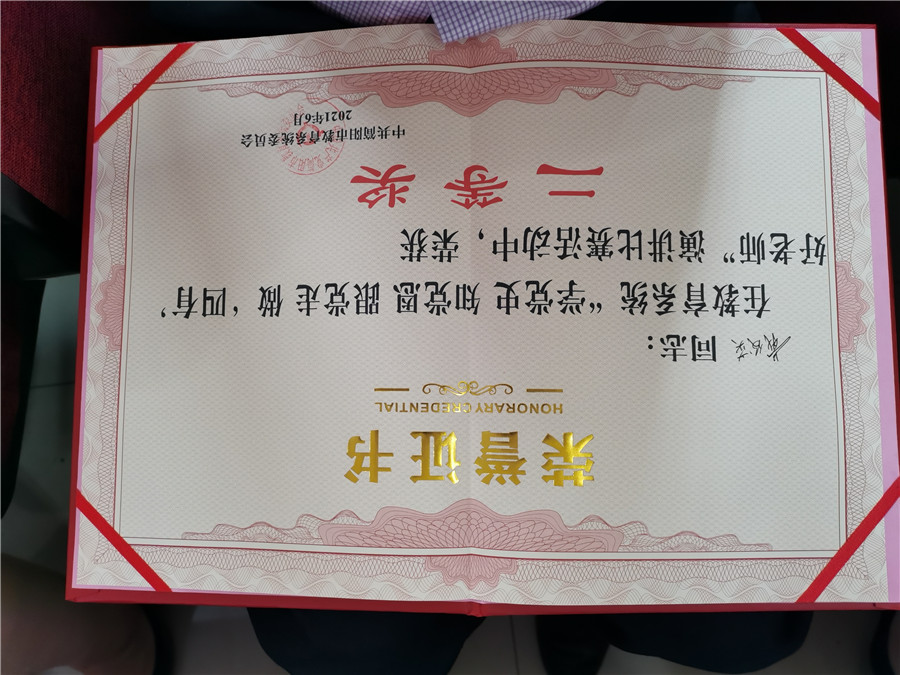 荣誉证书
HONORARY CREDENTIAL
同志：
在教育系统“学党史 知党恩 跟党走 做‘四有’
好老师”演讲比赛活动中，荣获
二等奖
中共简阳市教育系统委员会
2021年6月